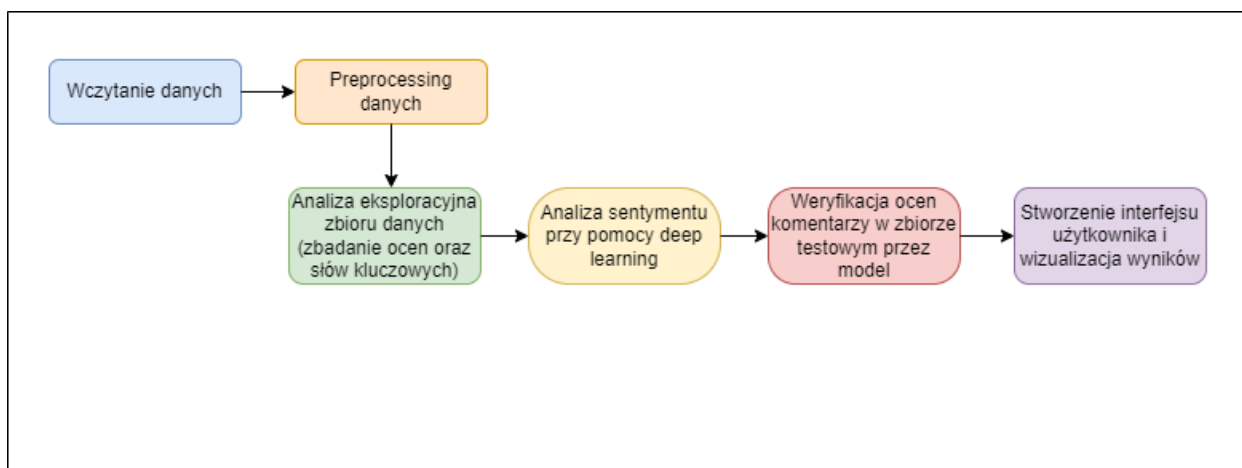 Wczytanie danych
Preprocessing
danych
Analiza eksploracyjna
zbioru danych
(zbadanie ocen oraz
słów kluczowych)
Analiza sentymentu
przy pomocy deep
learning
Weryfikacja ocen
komentarzy w zbiorze
testowym przez
model
Stworzenie interfejsu
użytkownika i
wizualizacja wyników